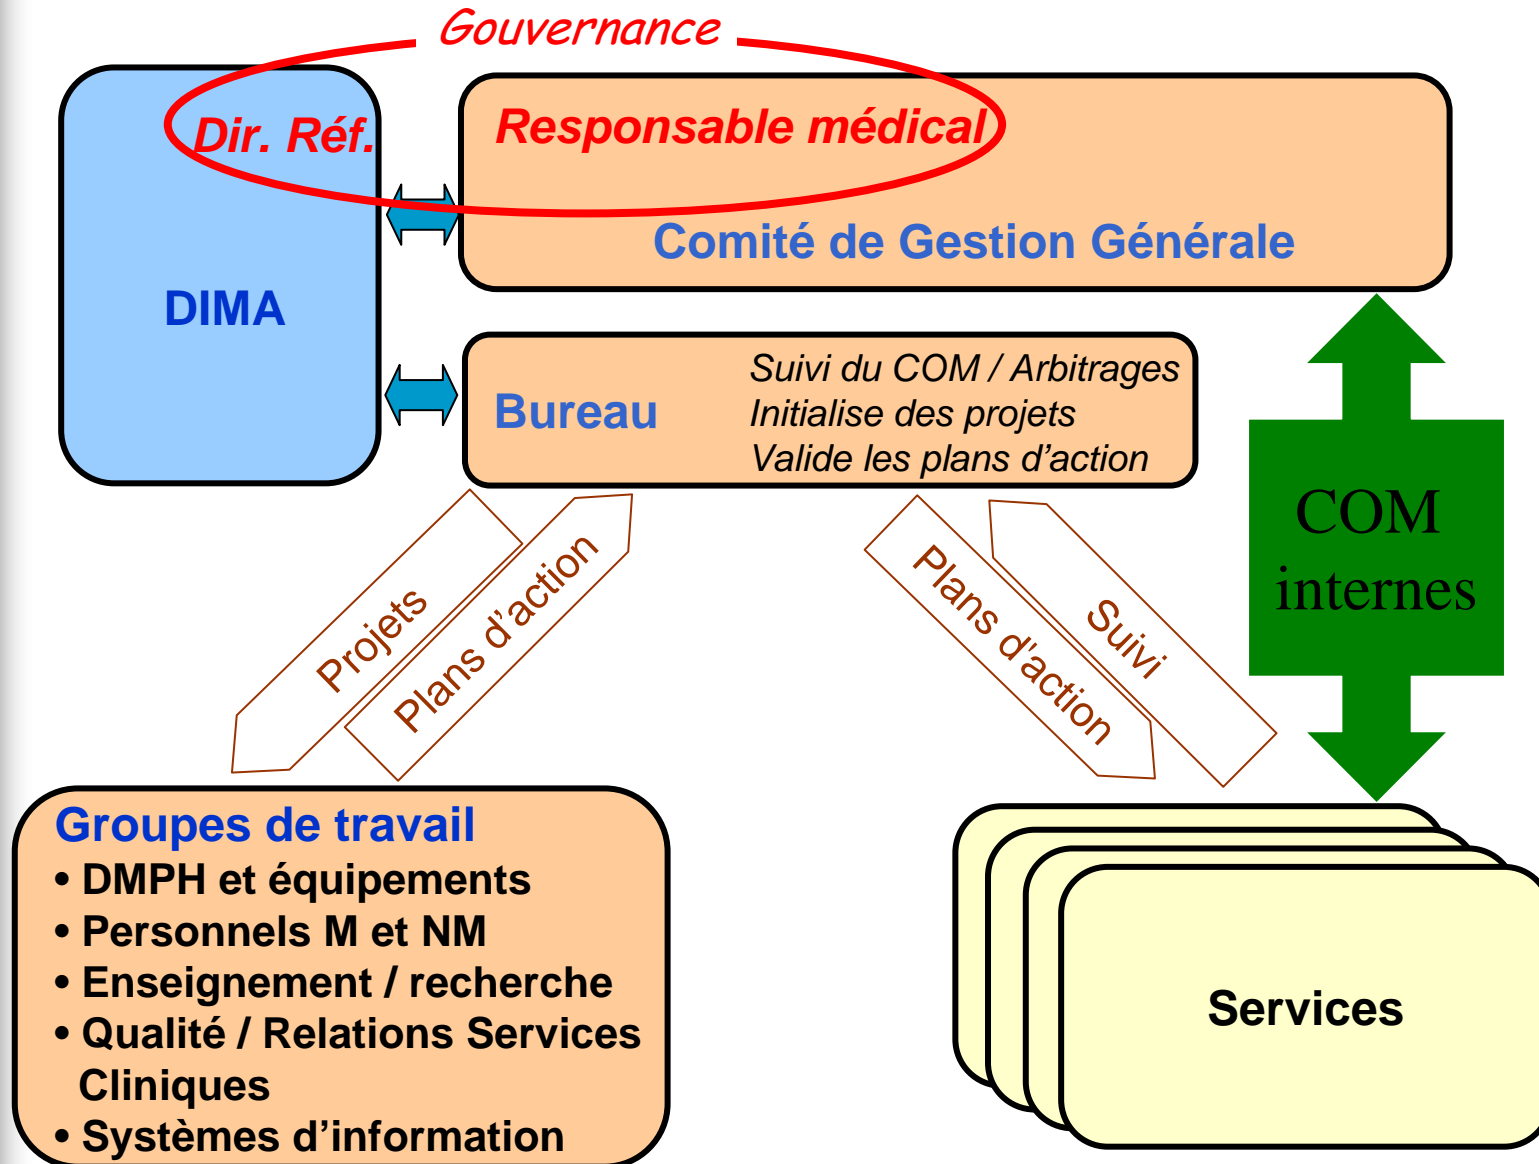 Gouvernance
Dir. Réf.
Responsable médical
Comité de Gestion Générale
DIMA
Bureau
Suivi du COM / Arbitrages
Initialise des projets
Valide les plans d’action
COM
internes
Projets
Plans d’action
Plans d'action
Suivi
Groupes de travail
• DMPH et équipements
• Personnels M et NM
• Enseignement / recherche
• Qualité / Relations Services
Cliniques
• Systèmes d’information
Services